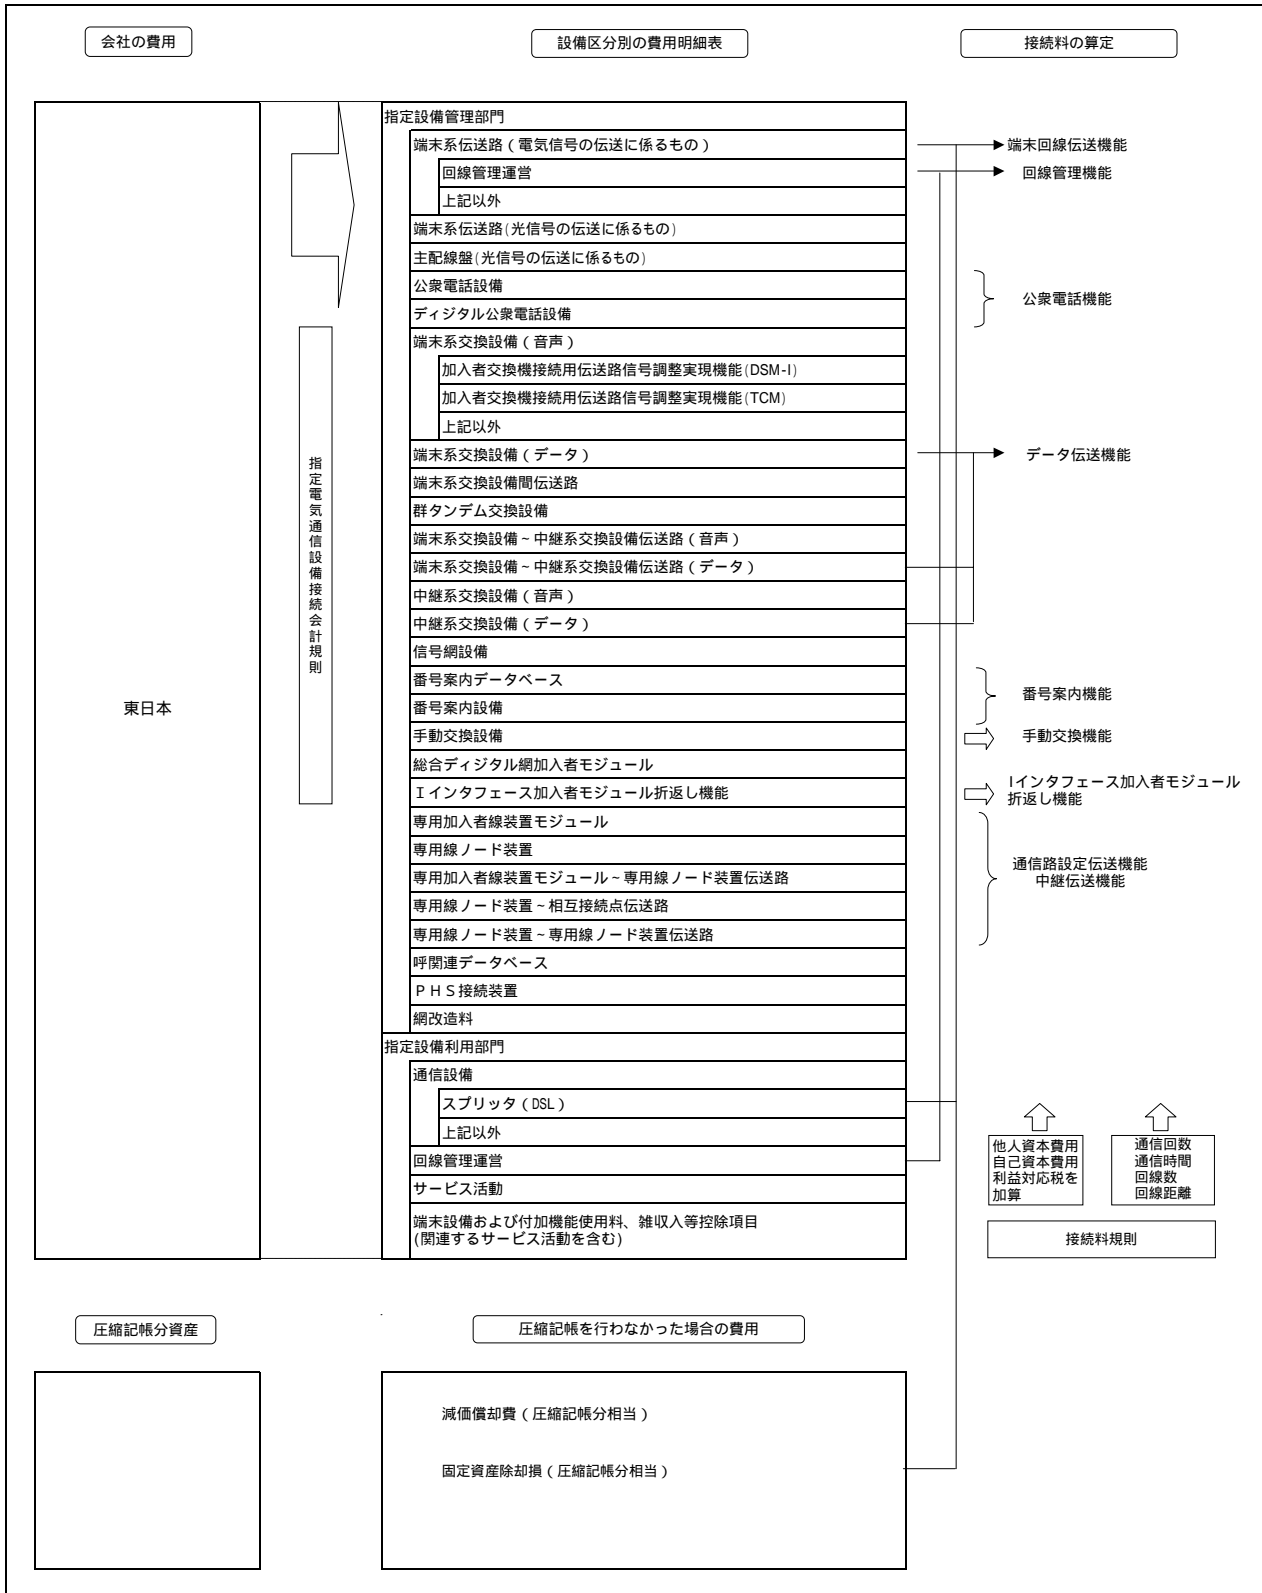 会社の費用
設備区分別の費用明細表
接続料の算定
東日本
指定電気通信設備接続会計規則
指定設備管理部門
端末系伝送路（電気信号の伝送に係るもの）
回線管理運営
上記以外
端末系伝送路(光信号の伝送に係るもの)
主配線盤(光信号の伝送に係るもの)
公衆電話設備
ディジタル公衆電話設備
端末系交換設備（音声）
加入者交換機接続用伝送路信号調整実現機能(DSM-I)
加入者交換機接続用伝送路信号調整実現機能(TCM)
上記以外
端末系交換設備（データ）
端末系交換設備間伝送路
群タンデム交換設備
端末系交換設備～中継系交換設備伝送路（音声）
端末系交換設備～中継系交換設備伝送路（データ）
中継系交換設備（音声）
中継系交換設備（データ）
信号網設備
番号案内データベース
番号案内設備
手動交換設備
総合ディジタル網加入者モジュール
Ｉインタフェース加入者モジュール折返し機能
専用加入者線装置モジュール
専用線ノード装置
専用加入者線装置モジュール～専用線ノード装置伝送路
専用線ノード装置～相互接続点伝送路
専用線ノード装置～専用線ノード装置伝送路
呼関連データベース
ＰＨＳ接続装置
網改造料
指定設備利用部門
通信設備
スプリッタ（DSL）
上記以外
回線管理運営
サービス活動
端末設備および付加機能使用料、雑収入等控除項目
(関連するサービス活動を含む)
端末回線伝送機能
回線管理機能
公衆電話機能
データ伝送機能
番号案内機能
手動交換機能
Iインタフェース加入者モジュール
折返し機能
通信路設定伝送機能
中継伝送機能
他人資本費用
自己資本費用
利益対応税を
加算
通信回数
通信時間
回線数
回線距離
接続料規則
圧縮記帳分資産
圧縮記帳を行わなかった場合の費用
減価償却費（圧縮記帳分相当）
固定資産除却損（圧縮記帳分相当）